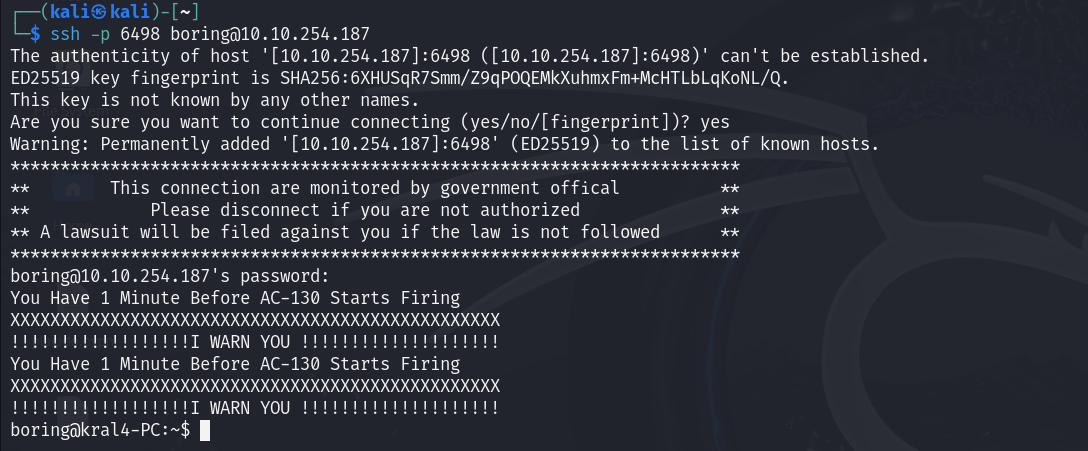 ┌──(kali㉿kali)-[~]
└─$ ssh -p 6498 boring@10.10.254.187
The authenticity of host '[10.10.254.187]:6498 ([10.10.254.187]:6498)' can't be established.
ED25519 key fingerprint is SHA256:6XHUSqR7Smm/Z9qPOQEMkXuhmxFm+McHTLbLqKoNL/Q.
This key is not known by any other names.
Are you sure you want to continue connecting (yes/no/[fingerprint])? yes
Warning: Permanently added '[10.10.254.187]:6498' (ED25519) to the list of known hosts.
*************************************************************************
**        This connection are monitored by government offical          **
**            Please disconnect if you are not authorized              **
** A lawsuit will be filed against you if the law is not followed      **
*************************************************************************
boring@10.10.254.187's password:
You Have 1 Minute Before AC-130 Starts Firing
XXXXXXXXXXXXXXXXXXXXXXXXXXXXXXXXXXXXXXXXXXXXXXXXX
!!!!!!!!!!!!!!!!!!I WARN YOU !!!!!!!!!!!!!!!!!!!!
You Have 1 Minute Before AC-130 Starts Firing
XXXXXXXXXXXXXXXXXXXXXXXXXXXXXXXXXXXXXXXXXXXXXXXXX
!!!!!!!!!!!!!!!!!!I WARN YOU !!!!!!!!!!!!!!!!!!!!
boring@kral4-PC:~$